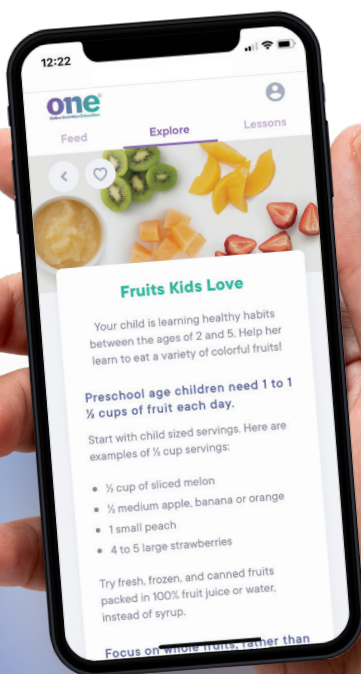 12:22
one
Feed
Explore
Lessons
Fruits Kids Love
Your child is learning healthy habits
between the ages of 2 and 5. Help her
learn to eat a variety of colorful fruits!
Preschool age children need 1 to 1
½ cups of fruit each day.
Start with child sized servings. Here are
examples of ½ cup servings:
• ½ cup of sliced melon
• ½ medium apple, banana or orange
• 1 small peach
• 4 to 5 large strawberries
Try fresh, frozen, and canned fruits
packed in 100% fruit juice or water,
instead of syrup.
Focus on whole fruits, rather than